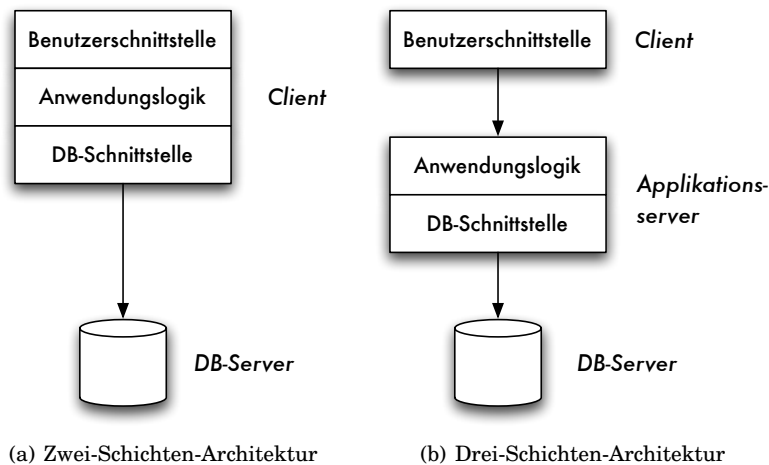 Benutzerschnittstelle
Anwendungslogik
DB-Schnittstelle
Client
DB-Server
(a) Zwei-Schichten-Architektur
Benutzerschnittstelle
Client
Anwendungslogik
DB-Schnittstelle
Applikations-
server
DB-Server
(b) Drei-Schichten-Architektur